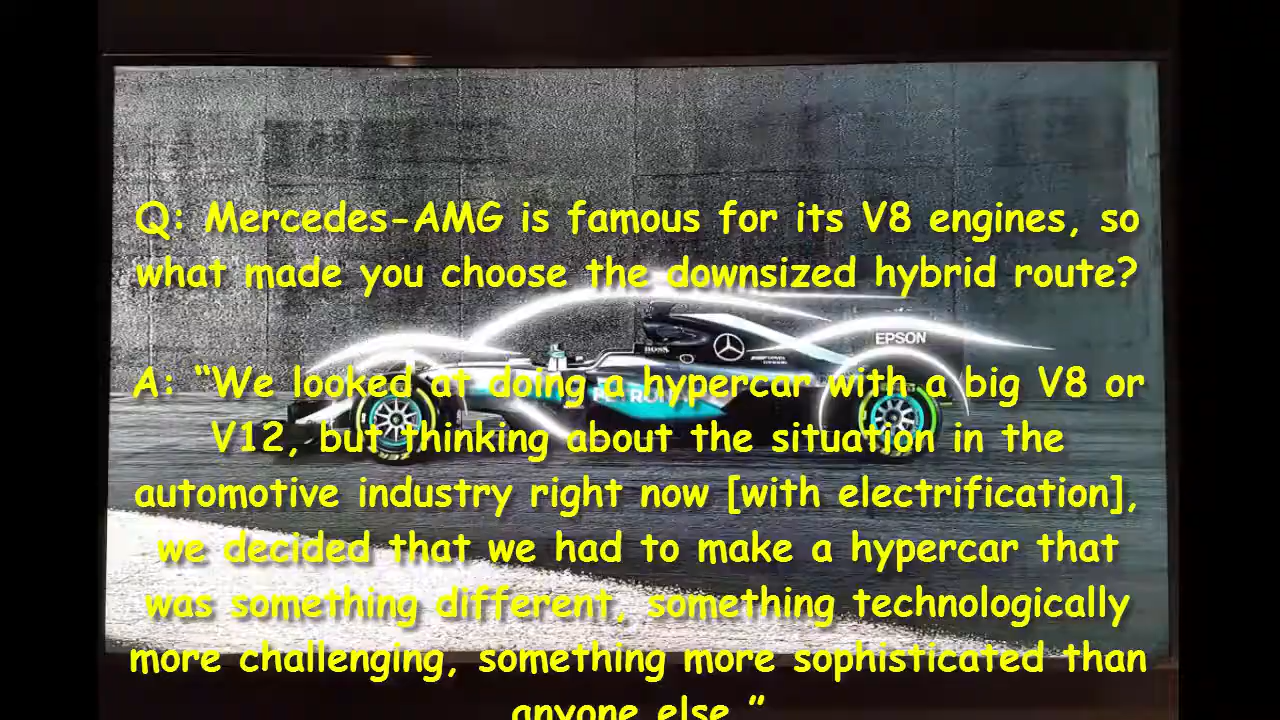 Q: Mercedes-AMG is famous for its V8 engines, so
what made you choose the downsized hybrid route?
EPSON
BOSS
A: “We looked at doing a hypercar with a big V8 or
PETRONAS
V12, but thinking about the situation in the
automotive industry right now [with electrification],
we decided that we had to make a hypercar that
was something different, something technologically
more challenging, something more sophisticated than
anyone else.”